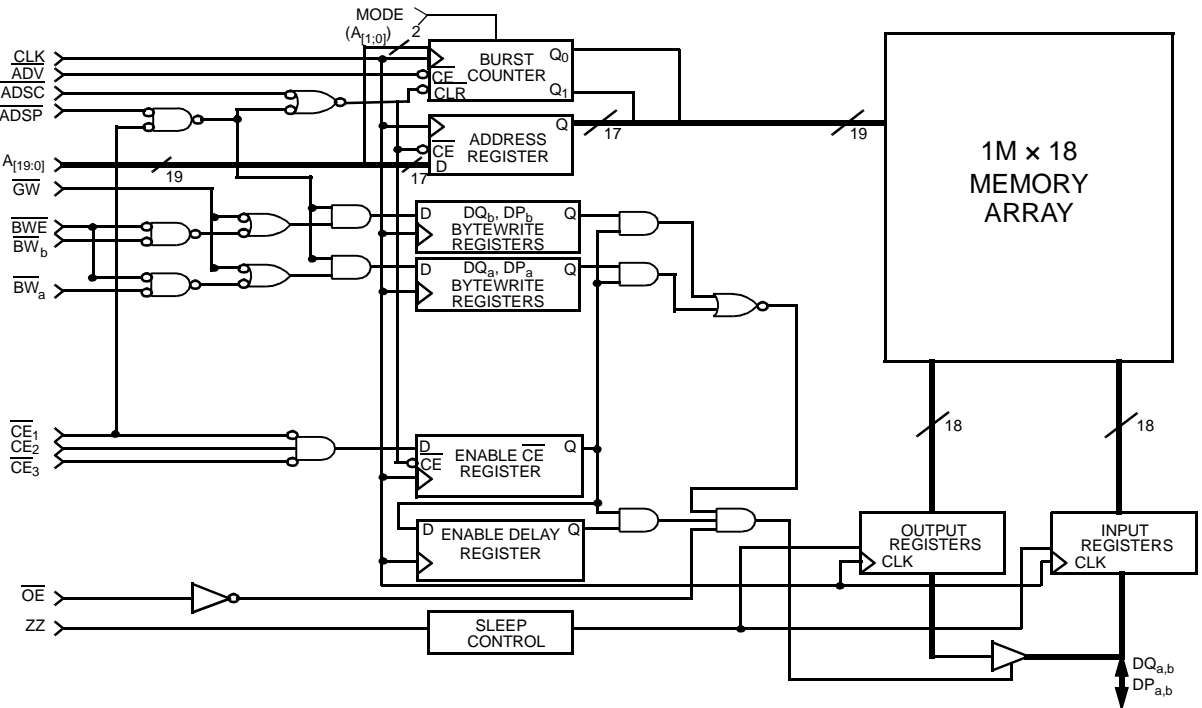 MODE
(A[1;0]) 2
CLK
ADV
ADSC
ADSP
BURST
COUNTER
CE
CLR
Q0
Q1
ADDRESS
REGISTER
CE
D
Q
17
19
A[19:0]
19
17
GW
BWE
BWb
BWa
D
DQb, DPb
BYTEWRITE
REGISTERS
Q
D
DQa, DPa
BYTEWRITE
REGISTERS
Q
1M × 18
MEMORY
ARRAY
18
18
CE1
CE2
CE3
D
CE
ENABLE CE
REGISTER
Q
D
ENABLE DELAY
REGISTER
Q
OUTPUT
REGISTERS
CLK
INPUT
REGISTERS
CLK
OE
ZZ
SLEEP
CONTROL
DQa,b
DPa,b